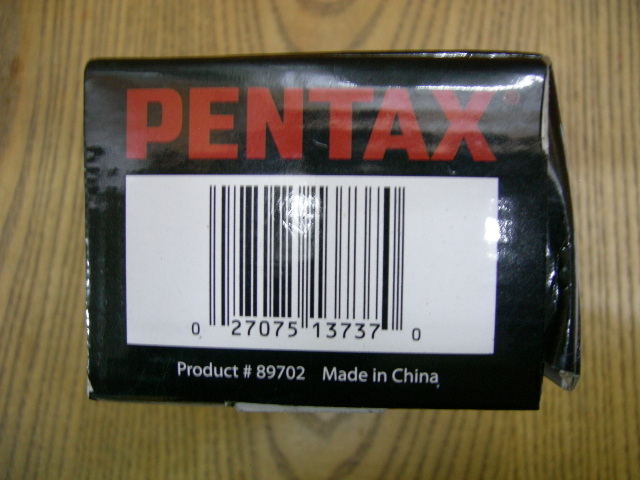 PENTAX
0 27075 13737 0
Product # 89702 Made in China